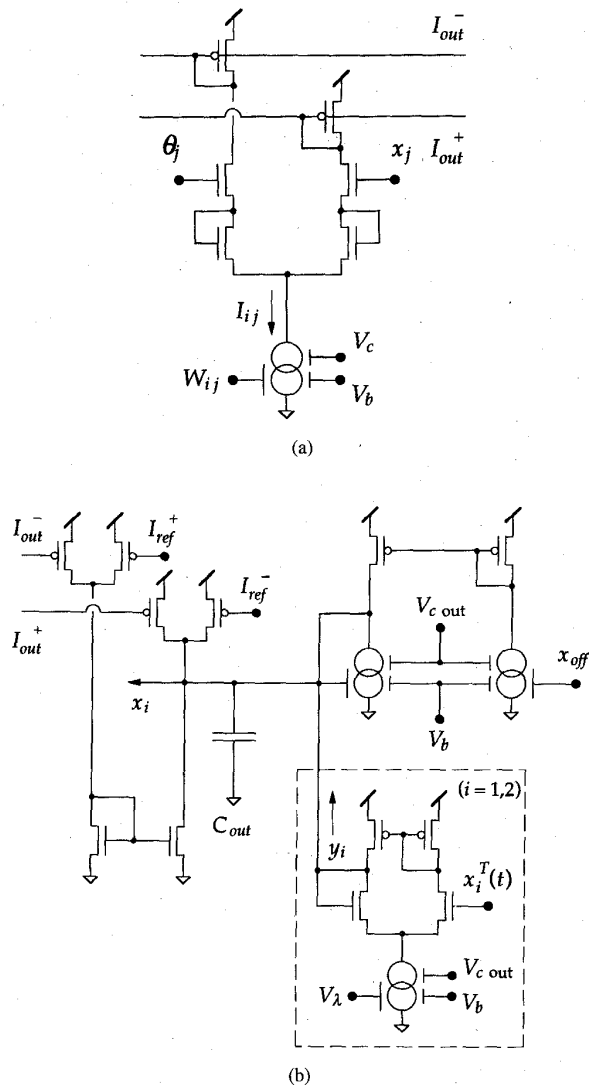 I_out^-
θ_j
x_j I_out^+
I_ij
V_c
W_ij
V_b
(a)
I_out^- I_ref^+
I_ref^-
I_out^+
V_c out
x_off
x_i
V_b
C_out
(i = 1,2)
y_i
x_i^T(t)
V_c out
V_λ
V_b
(b)